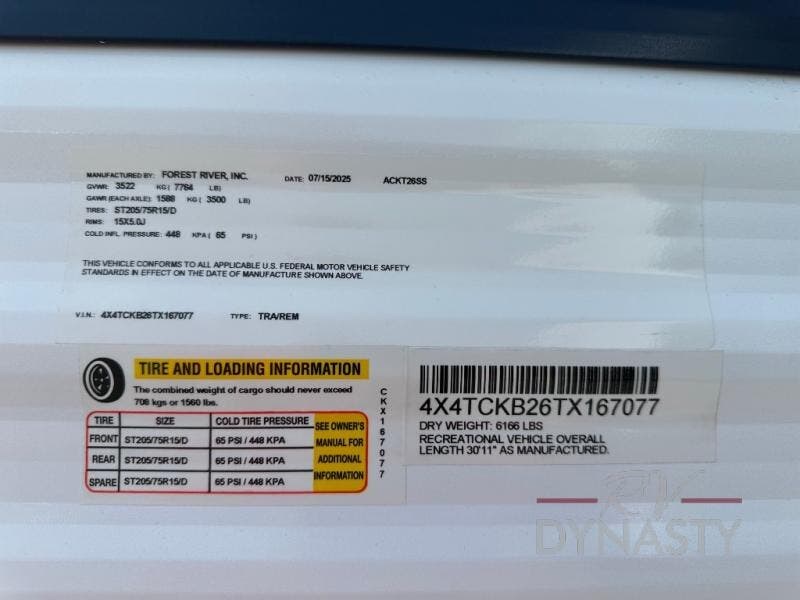 MANUFACTURED BY: FOREST RIVER, INC. DATE: 07/15/2025 ACKT26SS
GVWR: 3522 KG ( 7764 LB)
GAWR (EACH AXLE): 1588 KG ( 3500 LB)
TIRES: ST205/75R15/D
RIMS: 15X5.0J
COLD INFL. PRESSURE: 448 KPA ( 65 PSI )
THIS VEHICLE CONFORMS TO ALL APPLICABLE U.S. FEDERAL MOTOR VEHICLE SAFETY
STANDARDS IN EFFECT ON THE DATE OF MANUFACTURE SHOWN ABOVE.
V.I.N.: 4X4TCKB26TX167077 TYPE: TRA/REM
TIRE AND LOADING INFORMATION
The combined weight of cargo should never exceed
708 kgs or 1560 lbs.
TIRE SIZE COLD TIRE PRESSURE
FRONT ST205/75R15/D 65 PSI / 448 KPA
REAR ST205/75R15/D 65 PSI / 448 KPA
SPARE ST205/75R15/D 65 PSI / 448 KPA
SEE OWNER'S
MANUAL FOR
ADDITIONAL
INFORMATION
CKX167077
4X4TCKB26TX167077
DRY WEIGHT: 6166 LBS
RECREATIONAL VEHICLE OVERALL
LENGTH 30'11" AS MANUFACTURED.
RV
DYNASTY